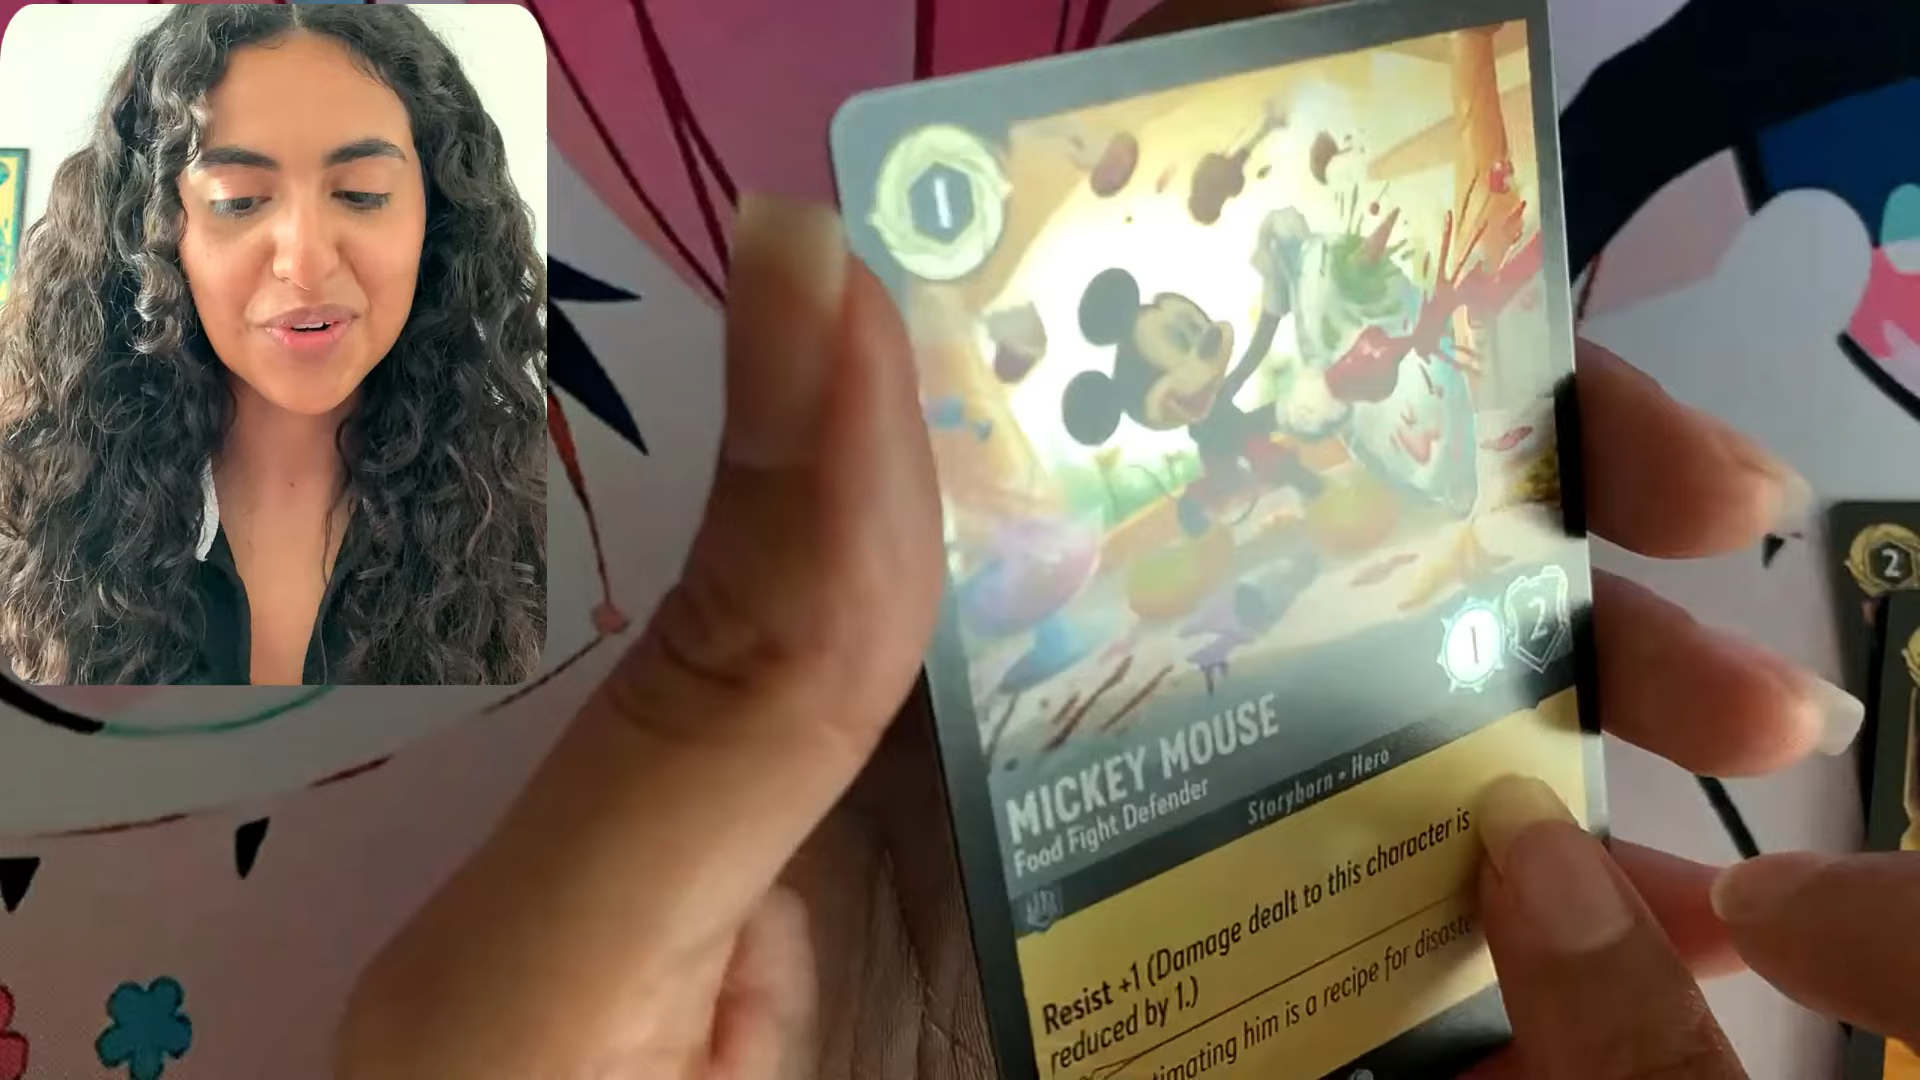 1
1 2
MICKEY MOUSE
Food Fight Defender
Storyborn • Hero
Resist +1 (Damage dealt to this character is
reduced by 1.)
him is a recipe for
2